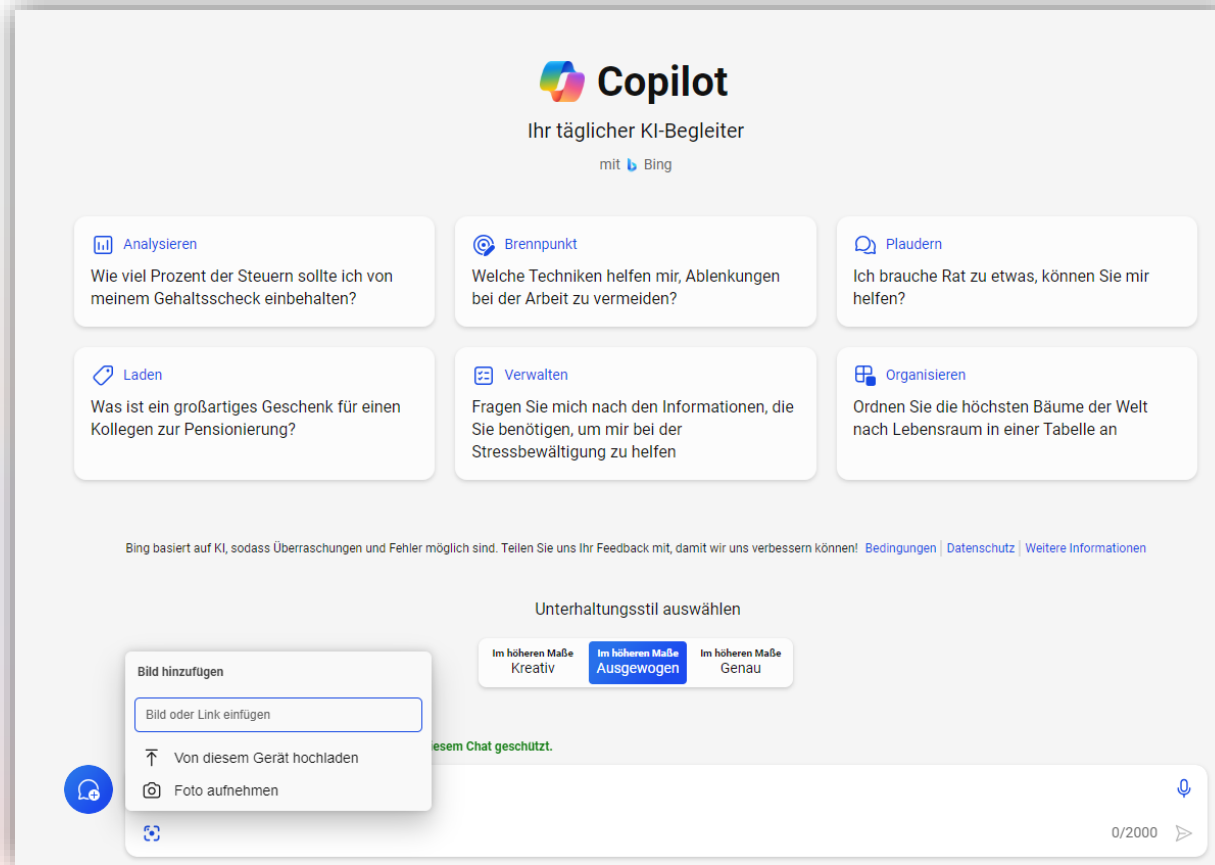 Copilot
Ihr täglicher KI-Begleiter
mit Bing
Analysieren
Wie viel Prozent der Steuern sollte ich von
meinem Gehaltsscheck einbehalten?
Brennpunkt
Welche Techniken helfen mir, Ablenkungen
bei der Arbeit zu vermeiden?
Plaudern
Ich brauche Rat zu etwas, können Sie mir
helfen?
Laden
Was ist ein großartiges Geschenk für einen
Kollegen zur Pensionierung?
Verwalten
Fragen Sie mich nach den Informationen, die
Sie benötigen, um mir bei der
Stressbewältigung zu helfen
Organisieren
Ordnen Sie die höchsten Bäume der Welt
nach Lebensraum in einer Tabelle an
Bing basiert auf KI, sodass Überraschungen und Fehler möglich sind. Teilen Sie uns Ihr Feedback mit, damit wir uns verbessern können! Bedingungen | Datenschutz | Weitere Informationen
Unterhaltungsstil auswählen
Im höheren Maße Im höheren Maße Im höheren Maße
Kreativ Ausgewogen Genau
Bild hinzufügen
Bild oder Link einfügen
esem Chat geschützt.
Von diesem Gerät hochladen
Foto aufnehmen
0/2000